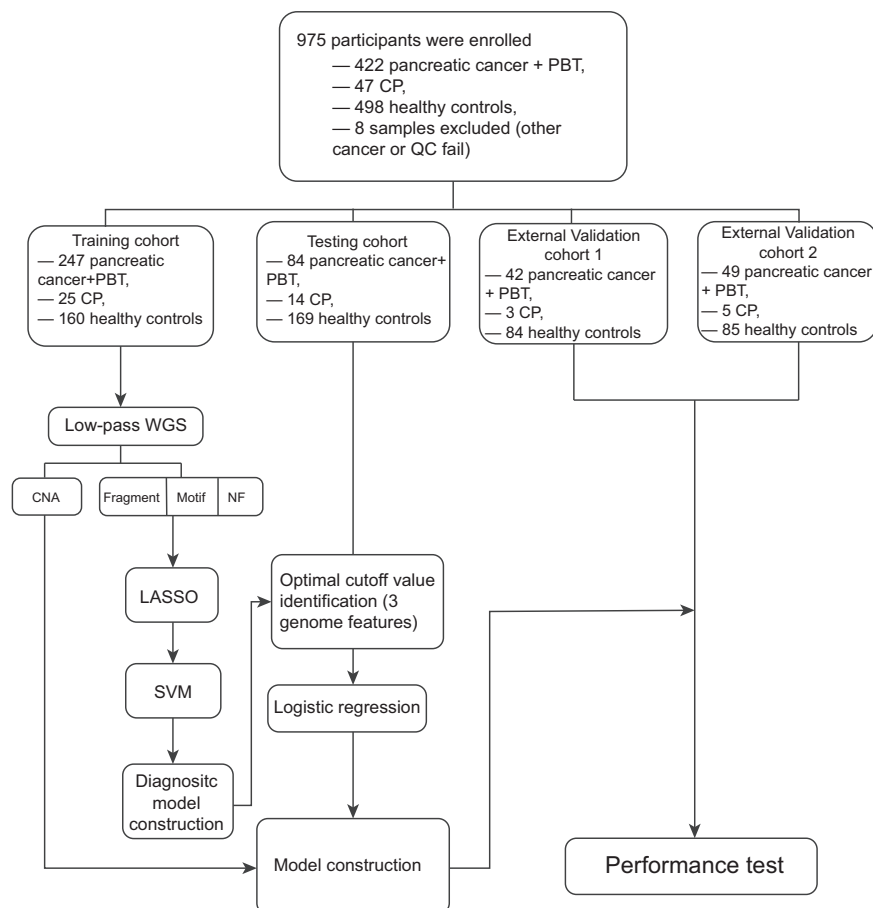 975 participants were enrolled
— 422 pancreatic cancer + PBT,
— 47 CP,
— 498 healthy controls,
— 8 samples excluded (other
cancer or QC fail)
Training cohort
— 247 pancreatic
cancer+PBT,
— 25 CP,
— 160 healthy controls
Testing cohort
— 84 pancreatic cancer+
PBT,
— 14 CP,
— 169 healthy controls
External Validation
cohort 1
— 42 pancreatic cancer
+ PBT,
— 3 CP,
— 84 healthy controls
External Validation
cohort 2
— 49 pancreatic cancer
+ PBT,
— 5 CP,
— 85 healthy controls
Low-pass WGS
CNA
Fragment
Motif
NF
LASSO
SVM
Diagnositc
model
construction
Optimal cutoff value
identification (3
genome features)
Logistic regression
Model construction
Performance test